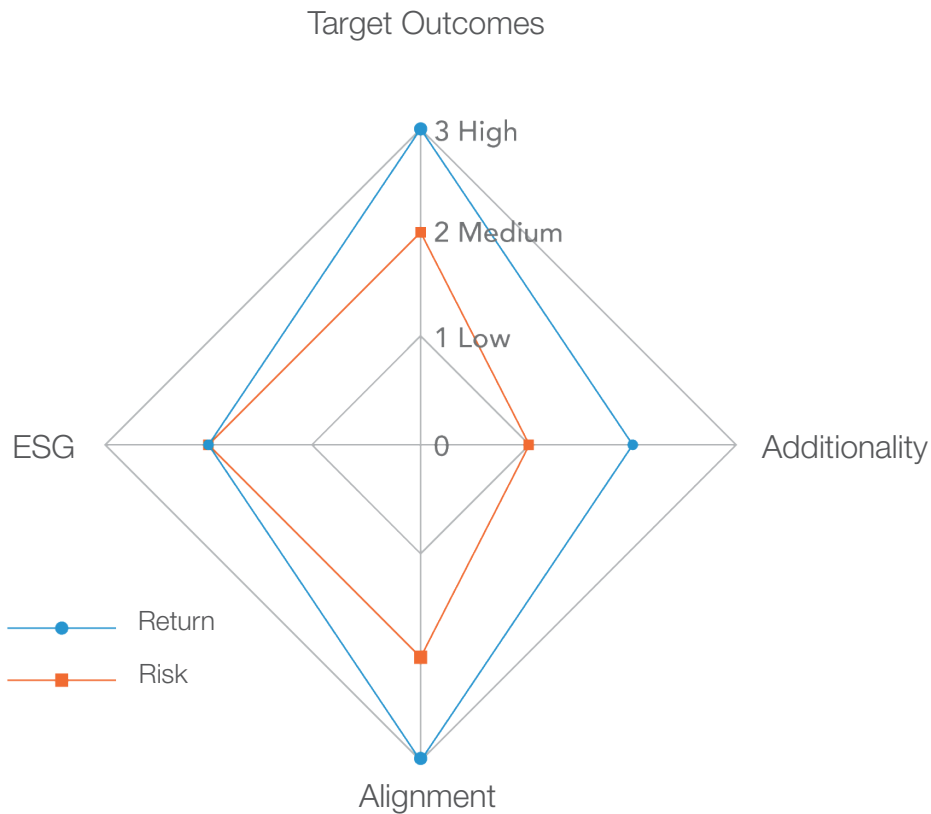 Target Outcomes
3 High
2 Medium
1 Low
0
ESG
Additionality
Return
Risk
Alignment